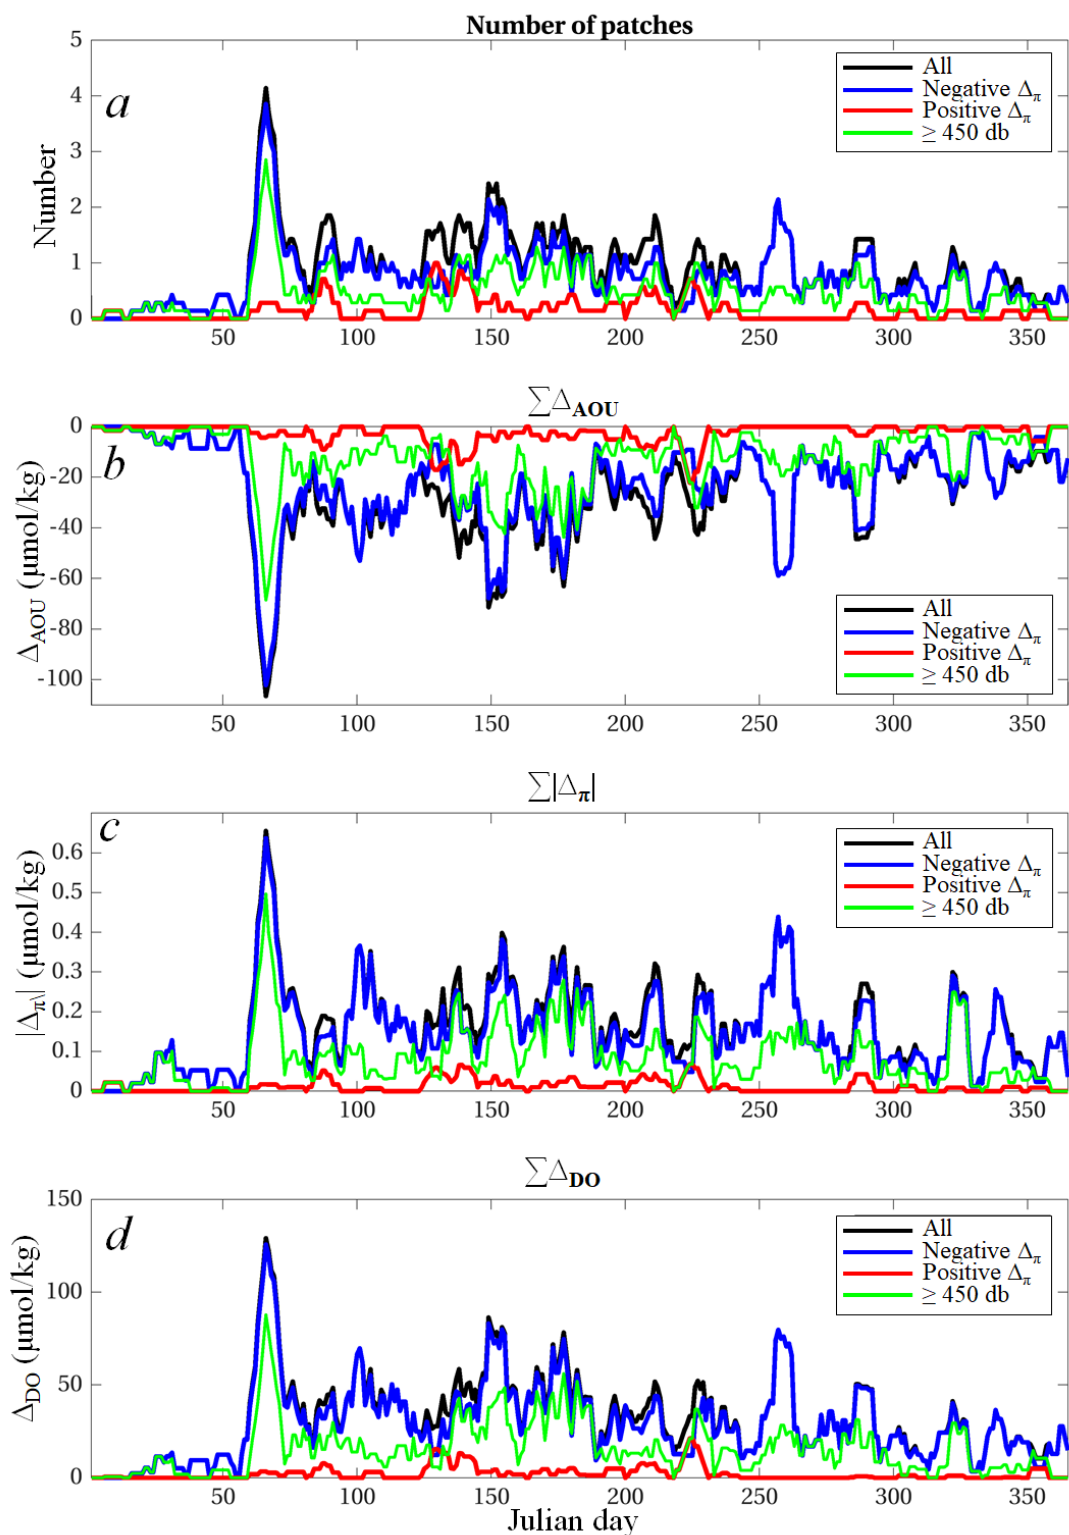 Number of patches
5
4
3
2
1
0
Number
a
All
Negative Δπ
Positive Δπ
≥ 450 db
50 100 150 200 250 300 350
∑ΔAOU
0
-20
-40
-60
-80
-100
ΔAOU (μmol/kg)
b
All
Negative Δπ
Positive Δπ
≥ 450 db
50 100 150 200 250 300 350
∑|Δπ|
0.6
0.5
0.4
0.3
0.2
0.1
0
|Δπ\| (μmol/kg)
c
All
Negative Δπ
Positive Δπ
≥ 450 db
50 100 150 200 250 300 350
∑ΔDO
150
100
50
0
ΔDO (μmol/kg)
d
All
Negative Δπ
Positive Δπ
≥ 450 db
50 100 150 200 250 300 350
Julian day